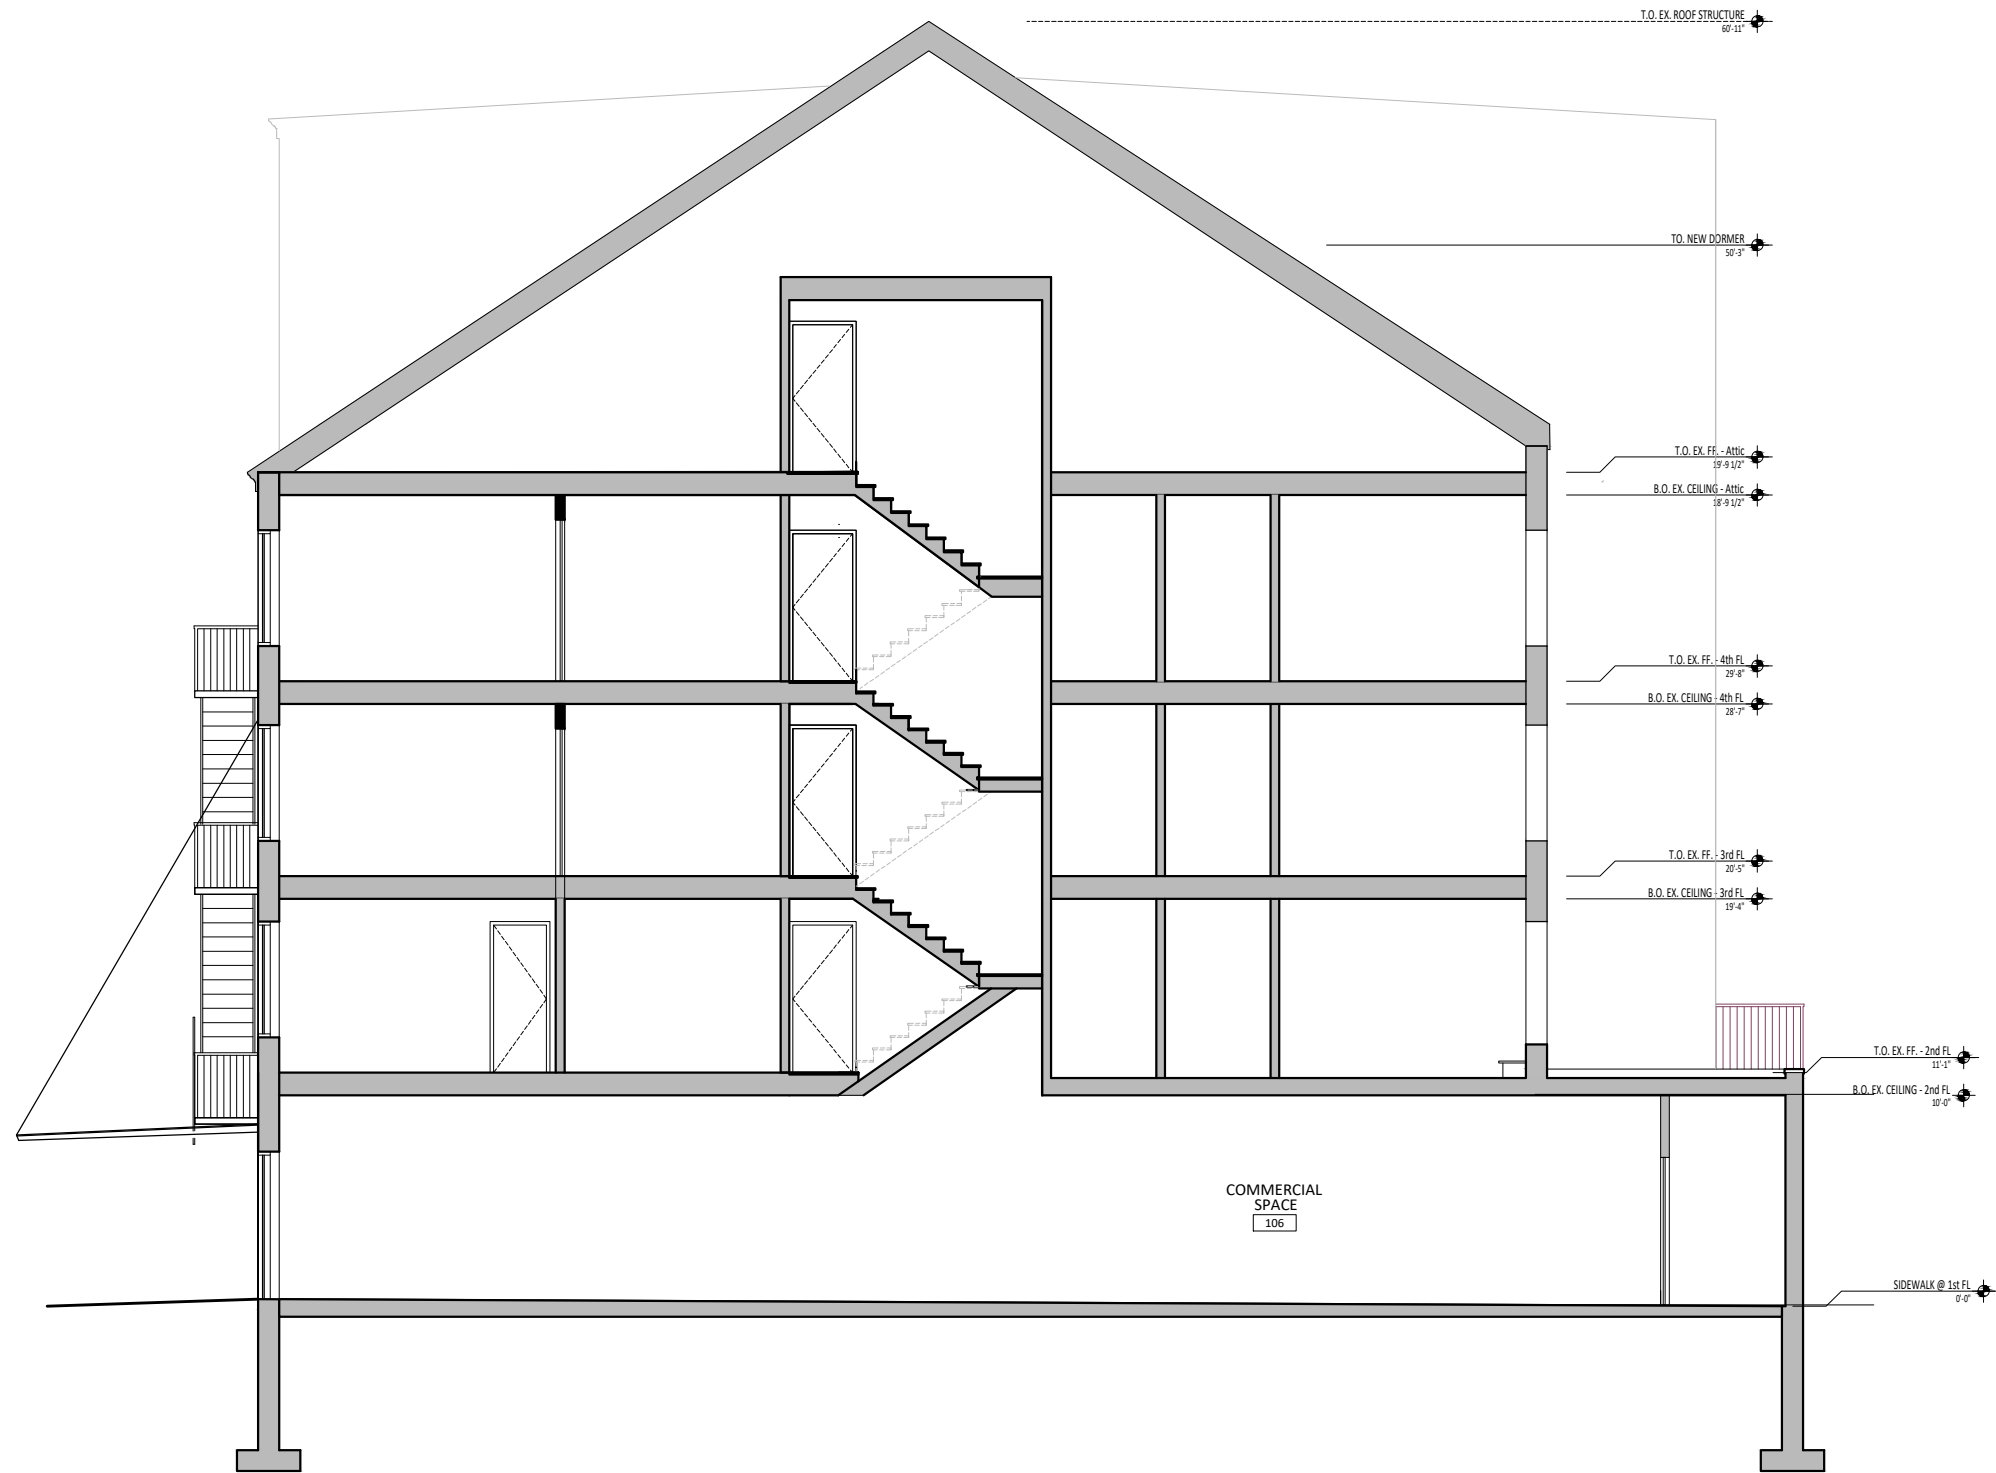 T.O. EX. ROOF STRUCTURE
60'-11"
TO. NEW DORMER
50'-3"
T.O. EX. FF. - Attic
19'-9 1/2"
B.O. EX. CEILING - Attic
18'-9 1/2"
T.O. EX. FF. - 4th FL
29'-8"
B.O. EX. CEILING - 4th FL
28'-7"
T.O. EX. FF. - 3rd FL
20'-5"
B.O. EX. CEILING - 3rd FL
19'-4"
T.O. EX. FF. - 2nd FL
11'-1"
B.O. EX. CEILING - 2nd FL
10'-0"
COMMERCIAL
SPACE
106
SIDEWALK @ 1st FL
0'-0"